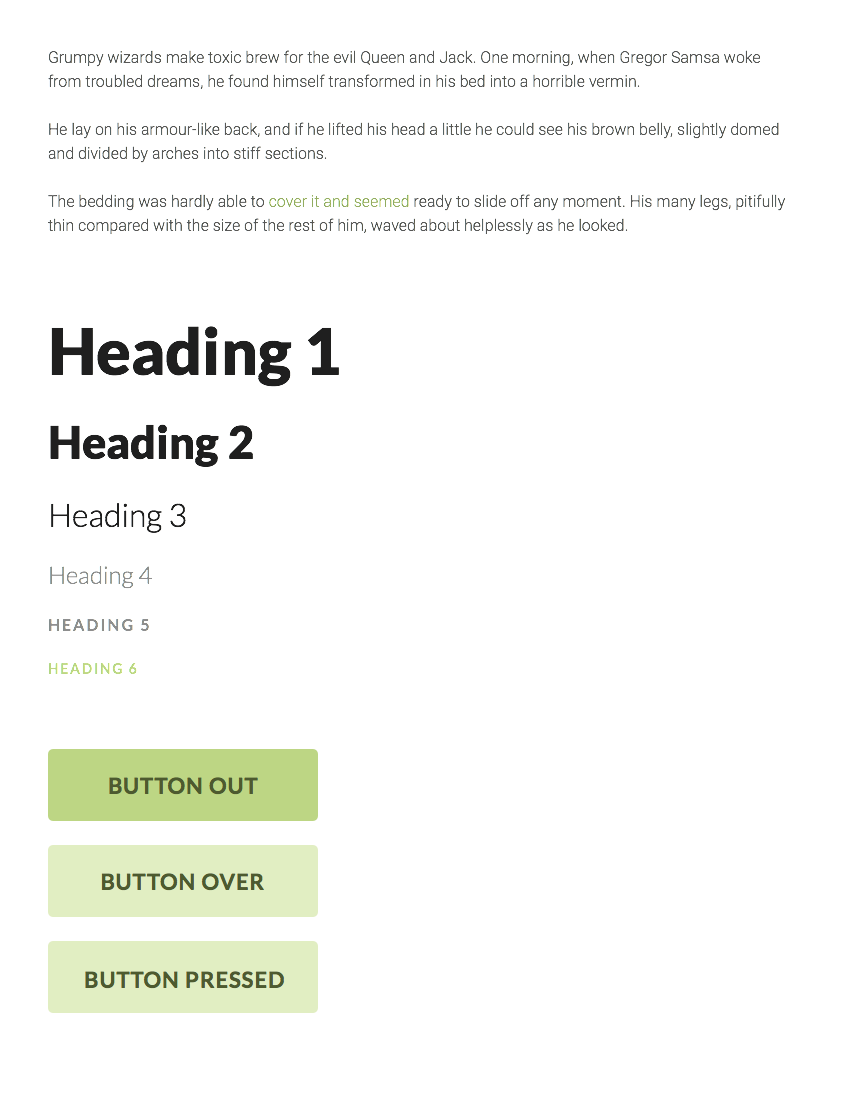 Grumpy wizards make toxic brew for the evil Queen and Jack. One morning, when Gregor Samsa woke
from troubled dreams, he found himself transformed in his bed into a horrible vermin.
He lay on his armour-like back, and if he lifted his head a little he could see his brown belly, slightly domed
and divided by arches into stiff sections.
The bedding was hardly able to cover it and seemed ready to slide off any moment. His many legs, pitifully
thin compared with the size of the rest of him, waved about helplessly as he looked.
Heading 1
Heading 2
Heading 3
Heading 4
HEADING 5
HEADING 6
BUTTON OUT
BUTTON OVER
BUTTON PRESSED